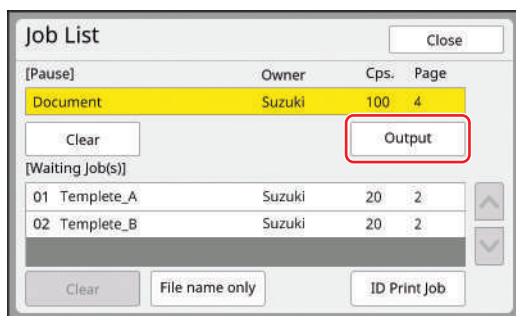 Job List Close
[Pause] Owner Cps. Page
Document Suzuki 100 4
Clear Output
[Waiting Job(s)]
01 Templete_A Suzuki 20 2
02 Templete_B Suzuki 20 2
Clear File name only ID Print Job